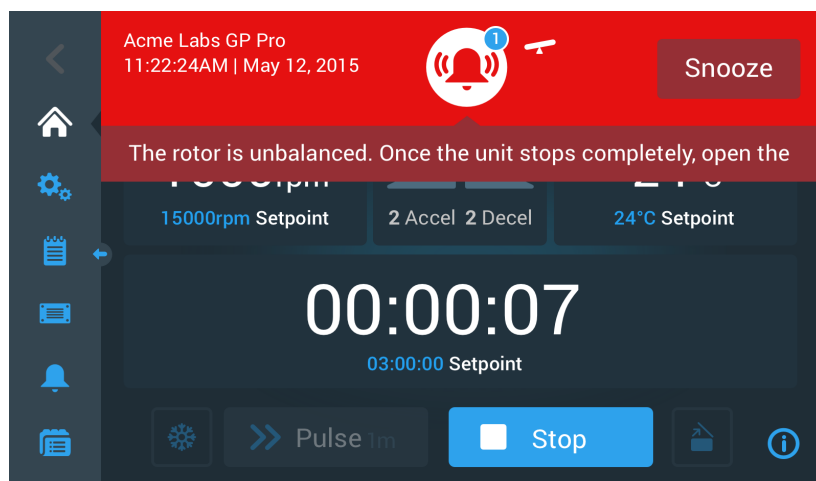 Acme Labs GP Pro
11:22:24AM | May 12, 2015
1
Snooze
The rotor is unbalanced. Once the unit stops completely, open the
rpm
15000rpm Setpoint
2 Accel 2 Decel
24°C Setpoint
00:00:07
03:00:00 Setpoint
Pulse 1m
Stop